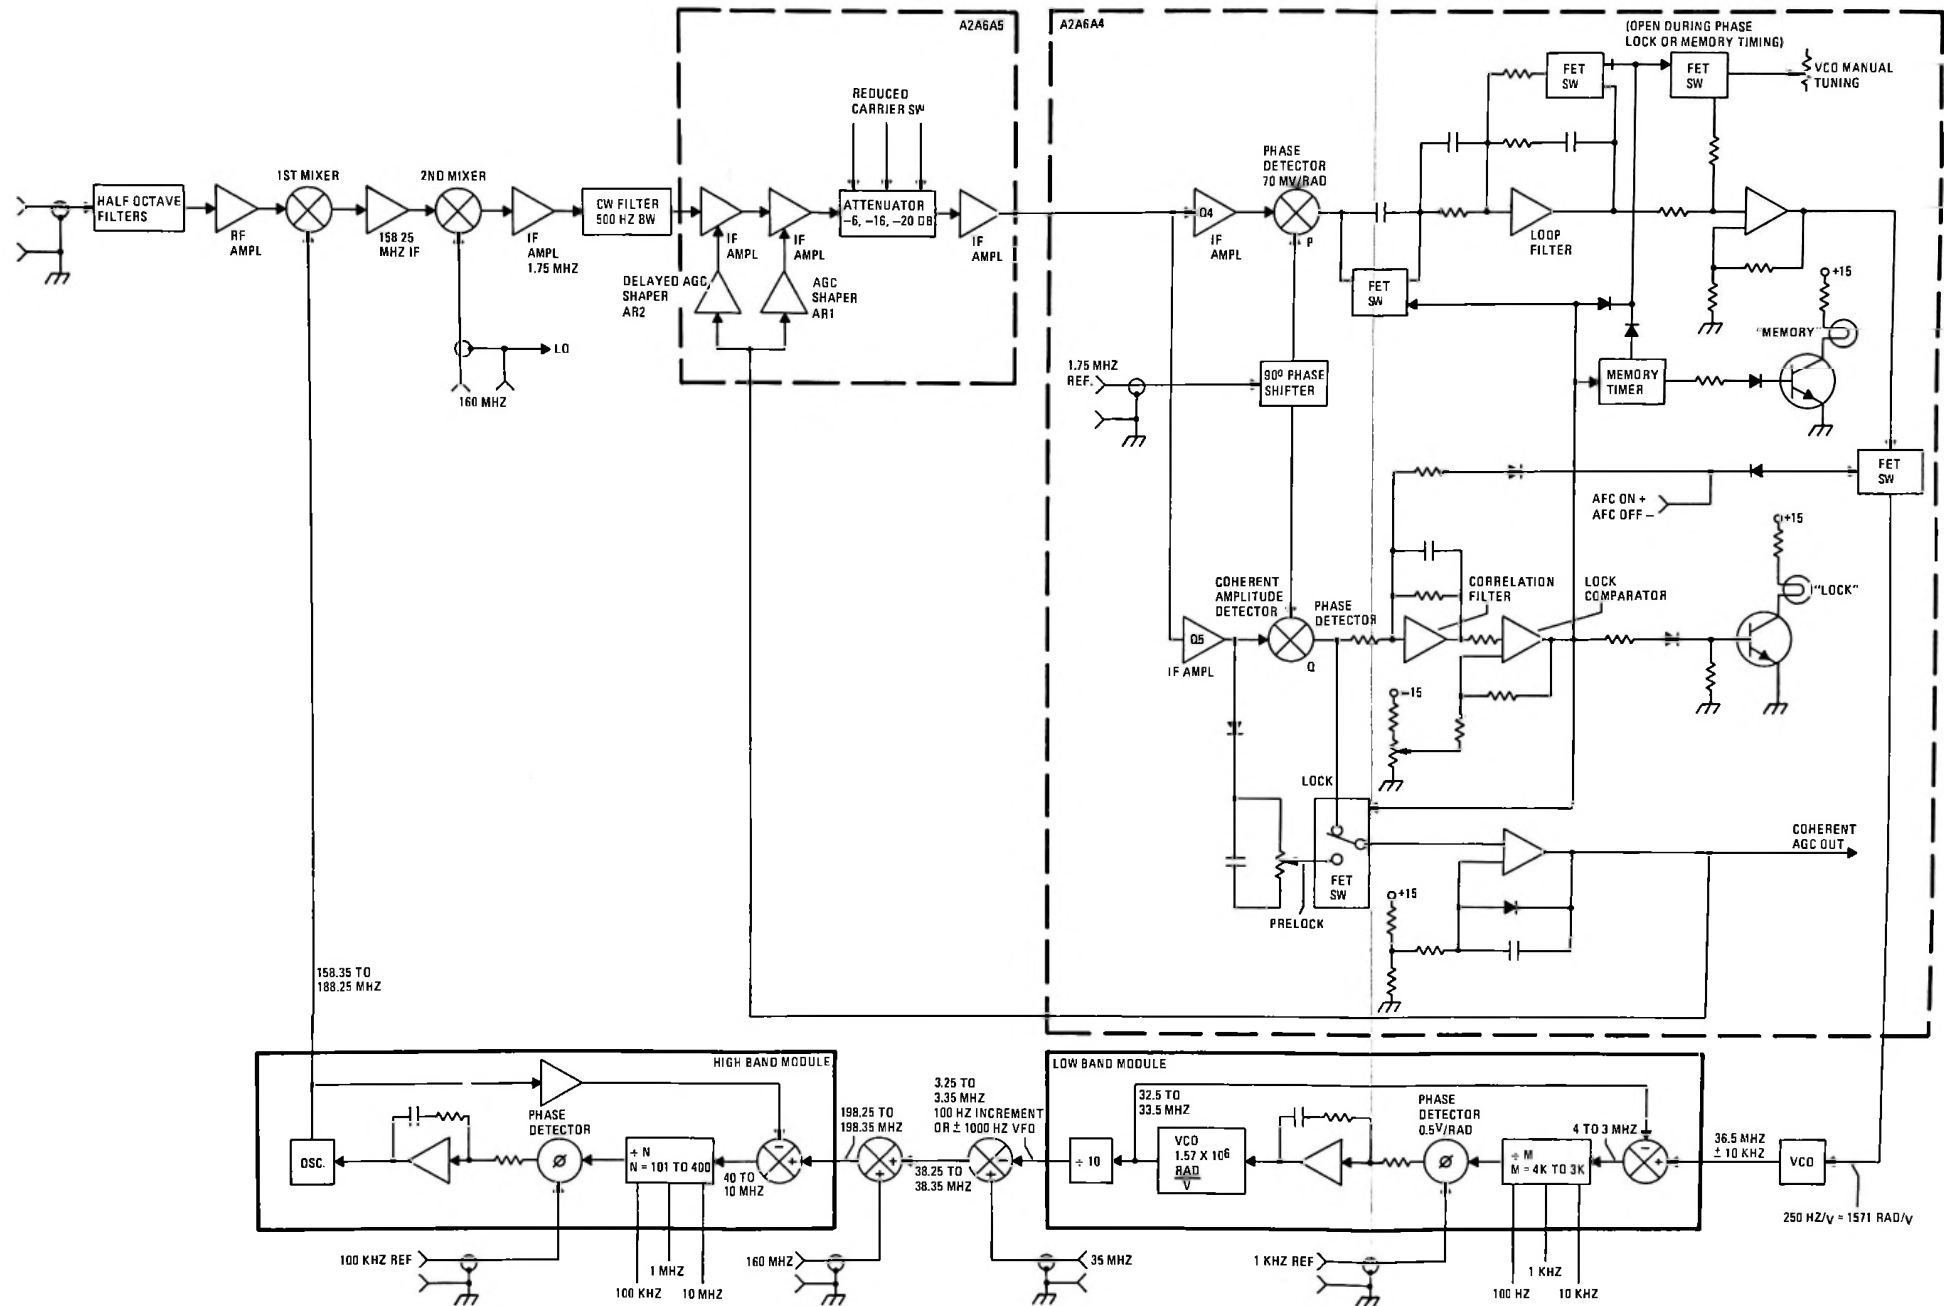 A2A6A5
A2A6A4
(OPEN DURING PHASE
LOCK OR MEMORY TIMING)
FET
SW
FET
SW
VCO MANUAL
TUNING
REDUCED
CARRIER SW
PHASE
DETECTOR
70 MV/RAD
1ST MIXER
2ND MIXER
HALF OCTAVE
FILTERS
RF
AMPL
158.25
MHZ IF
IF
AMPL
1.75 MHZ
CW FILTER
500 HZ BW
IF
AMPL
IF
AMPL
ATTENUATOR
-6, -16, -20 DB
IF
AMPL
Q4
IF
AMPL
P
LOOP
FILTER
DELAYED AGC
SHAPER
AR2
AGC
SHAPER
AR1
FET
SW
+15
"MEMORY"
LO
160 MHZ
1.75 MHZ
REF.
90º PHASE
SHIFTER
MEMORY
TIMER
FET
SW
AFC ON +
AFC OFF -
+15
COHERENT
AMPLITUDE
DETECTOR
PHASE
DETECTOR
CORRELATION
FILTER
LOCK
COMPARATOR
"LOCK"
Q5
IF AMPL
Q
-15
LOCK
FET
SW
PRELOCK
COHERENT
AGC OUT
+15
158.35 TO
188.25 MHZ
HIGH BAND MODULE
LOW BAND MODULE
PHASE
DETECTOR
OSC.
Ø
÷ N
N = 101 TO 400
40 TO
10 MHZ
-
+
198.25 TO
198.35 MHZ
+
+
38.25 TO
38.35 MHZ
3.25 TO
3.35 MHZ
100 HZ INCREMENT
OR ± 1000 HZ VFO
-
+
÷ 10
32.5 TO
33.5 MHZ
VCO
1.57 X 10⁶
RAD
V
PHASE
DETECTOR
0.5V/RAD
Ø
÷ M
M = 4K TO 3K
4 TO 3 MHZ
-
+
36.5 MHZ
± 10 KHZ
VCO
250 HZ/V = 1571 RAD/V
100 KHZ REF
100 KHZ
1 MHZ
10 MHZ
160 MHZ
35 MHZ
1 KHZ REF
100 HZ
1 KHZ
10 KHZ